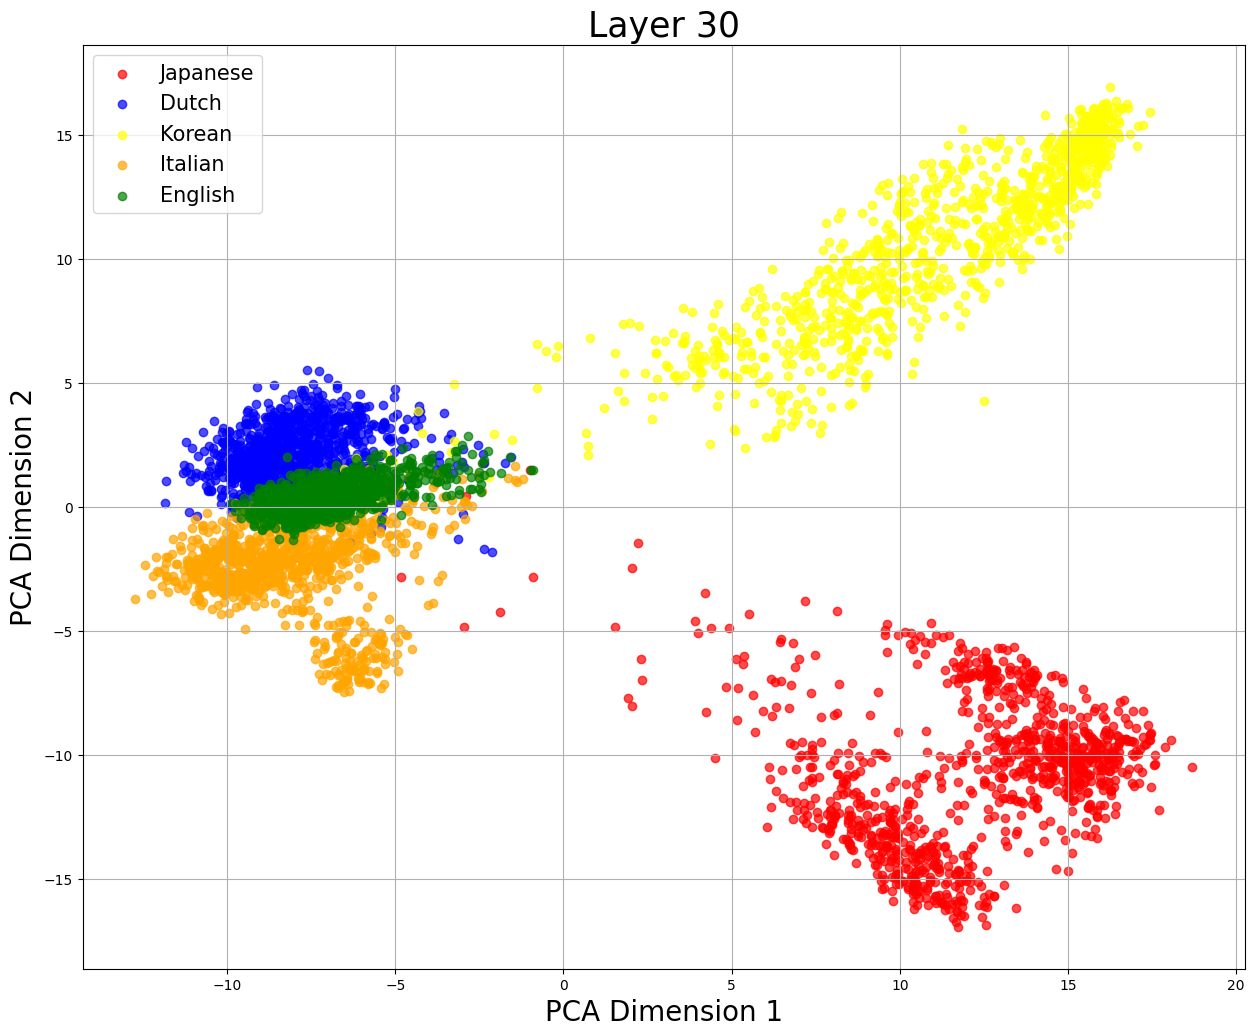 Layer 30
Japanese
Dutch
Korean
Italian
English
PCA Dimension 2
15
10
5
0
−5
−10
−15
−10
−5
0
5
10
15
20
PCA Dimension 1